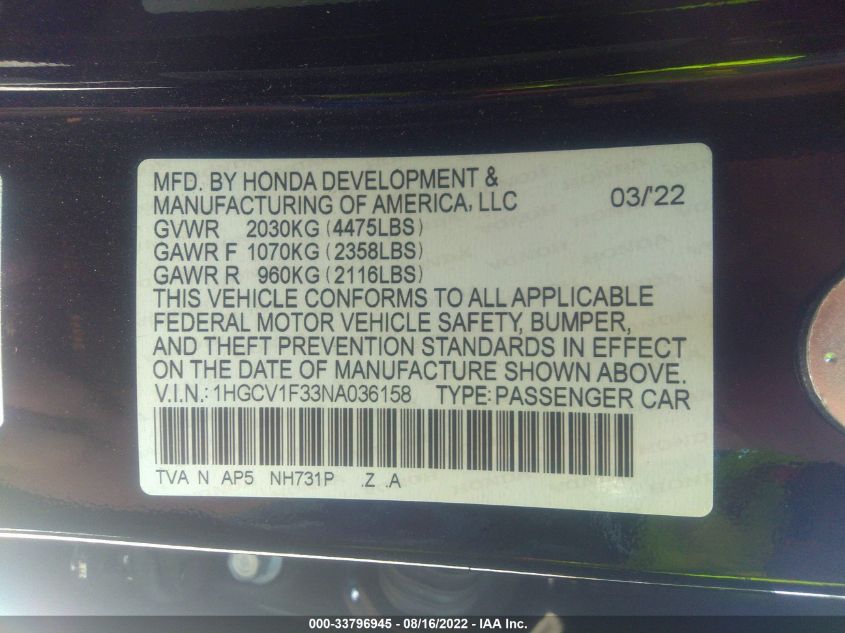 MFD. BY HONDA DEVELOPMENT &
MANUFACTURING OF AMERICA, LLC 03/'22
GVWR 2030KG (4475LBS)
GAWR F 1070KG (2358LBS)
GAWR R 960KG (2116LBS)
THIS VEHICLE CONFORMS TO ALL APPLICABLE
FEDERAL MOTOR VEHICLE SAFETY, BUMPER,
AND THEFT PREVENTION STANDARDS IN EFFECT
ON THE DATE OF MANUFACTURE SHOWN ABOVE.
V.I.N.: 1HGCV1F33NA036158 TYPE: PASSENGER CAR
TVA N AP5 NH731P .Z .A
000-33796945 - 08/16/2022 - IAA Inc.